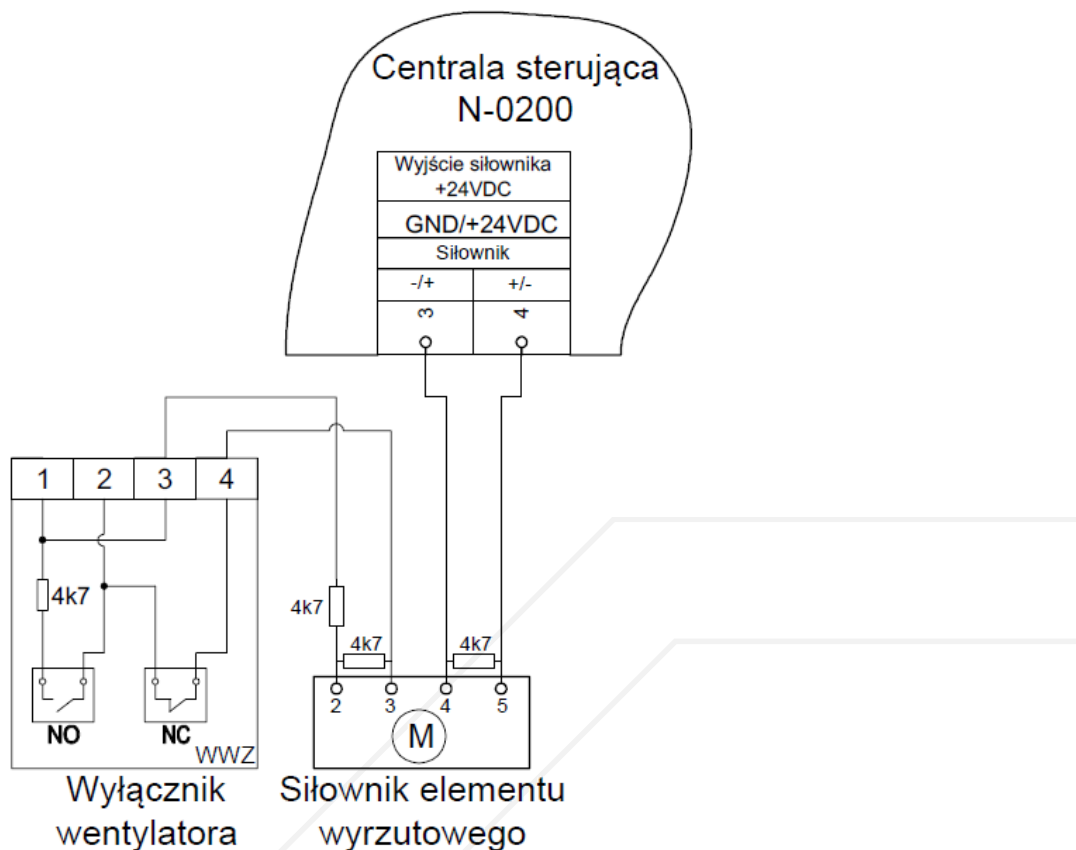 Centrala sterująca
N-0200
Wyjście siłownika
+24VDC
GND/+24VDC
Siłownik
-/+ +/-
3 4
1 2 3 4
4k7
4k7
4k7 4k7
2 3 4 5
NO NC
M
WWZ
Wyłącznik
wentylatora
Siłownik elementu
wyrzutowego